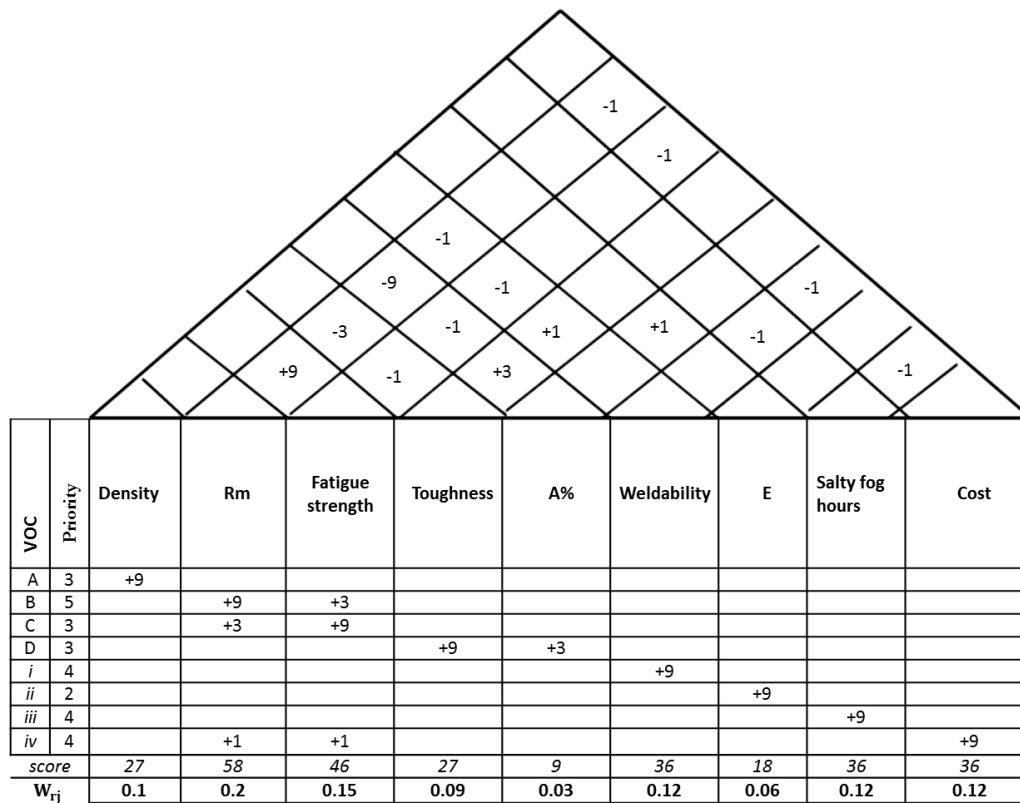 -1
-1
-1
-9 -1 -1
-3 -1 +1 +1 -1
+9 -1 +3 -1
VOC Priority Density Rm Fatigue strength Toughness A% Weldability E Salty fog hours Cost
A 3 +9
B 5 +9 +3
C 3 +3 +9
D 3 +9 +3
i 4 +9
ii 2 +9
iii 4 +9
iv 4 +1 +1 +9
score 27 58 46 27 9 36 18 36 36
Wrj 0.1 0.2 0.15 0.09 0.03 0.12 0.06 0.12 0.12